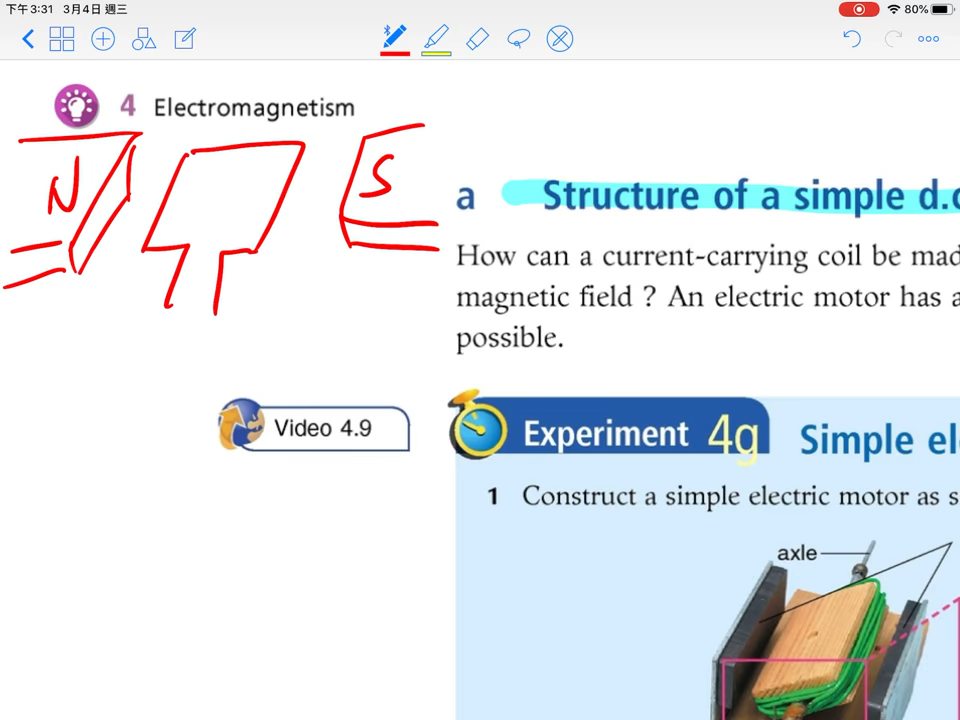 下午3:31 3月4日 週三
80%
4 Electromagnetism
N
S
a Structure of a simple d.c
How can a current-carrying coil be mad
magnetic field ? An electric motor has a
possible.
Video 4.9
Experiment 4g Simple el
1 Construct a simple electric motor as s
axle